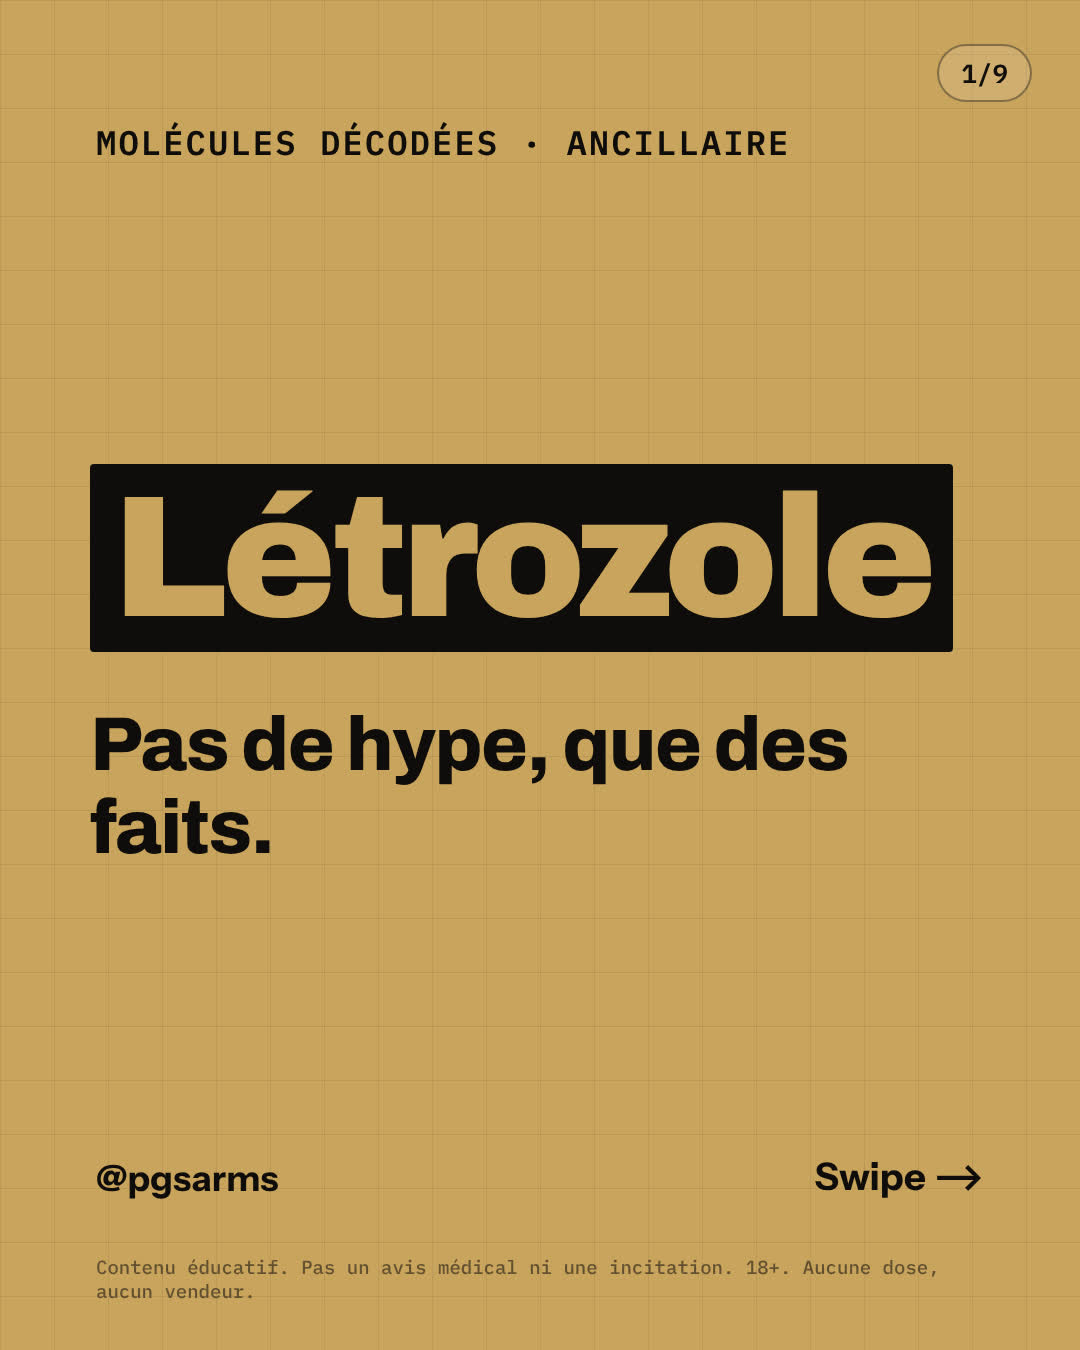 1/9
MOLÉCULES DÉCODÉES · ANCILLAIRE
Létrozole
Pas de hype, que des
faits.
@pgsarms
Swipe →
Contenu éducatif. Pas un avis médical ni une incitation. 18+. Aucune dose,
aucun vendeur.